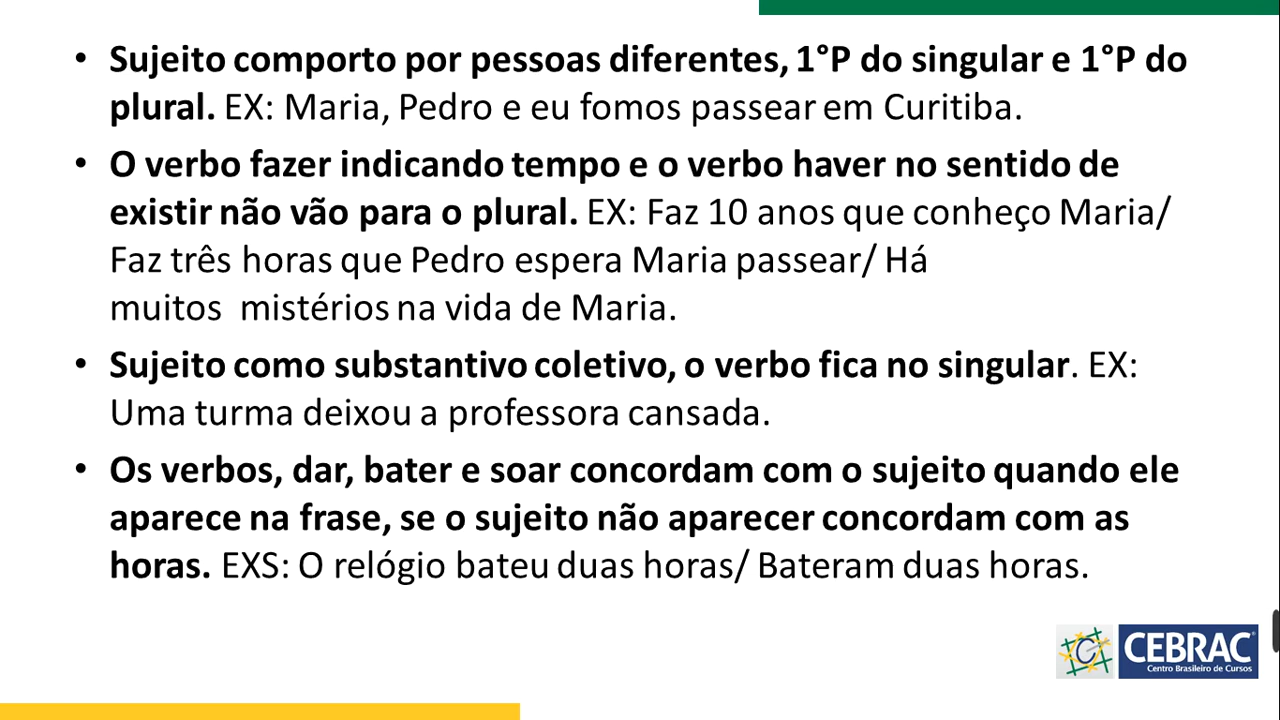 • Sujeito comporto por pessoas diferentes, 1°P do singular e 1°P do
plural. EX: Maria, Pedro e eu fomos passear em Curitiba.
• O verbo fazer indicando tempo e o verbo haver no sentido de
existir não vão para o plural. EX: Faz 10 anos que conheço Maria/
Faz três horas que Pedro espera Maria passear/ Há
muitos  mistérios na vida de Maria.
• Sujeito como substantivo coletivo, o verbo fica no singular. EX:
Uma turma deixou a professora cansada.
• Os verbos, dar, bater e soar concordam com o sujeito quando ele
aparece na frase, se o sujeito não aparecer concordam com as
horas. EXS: O relógio bateu duas horas/ Bateram duas horas.
CEBRAC®
Centro Brasileiro de Cursos